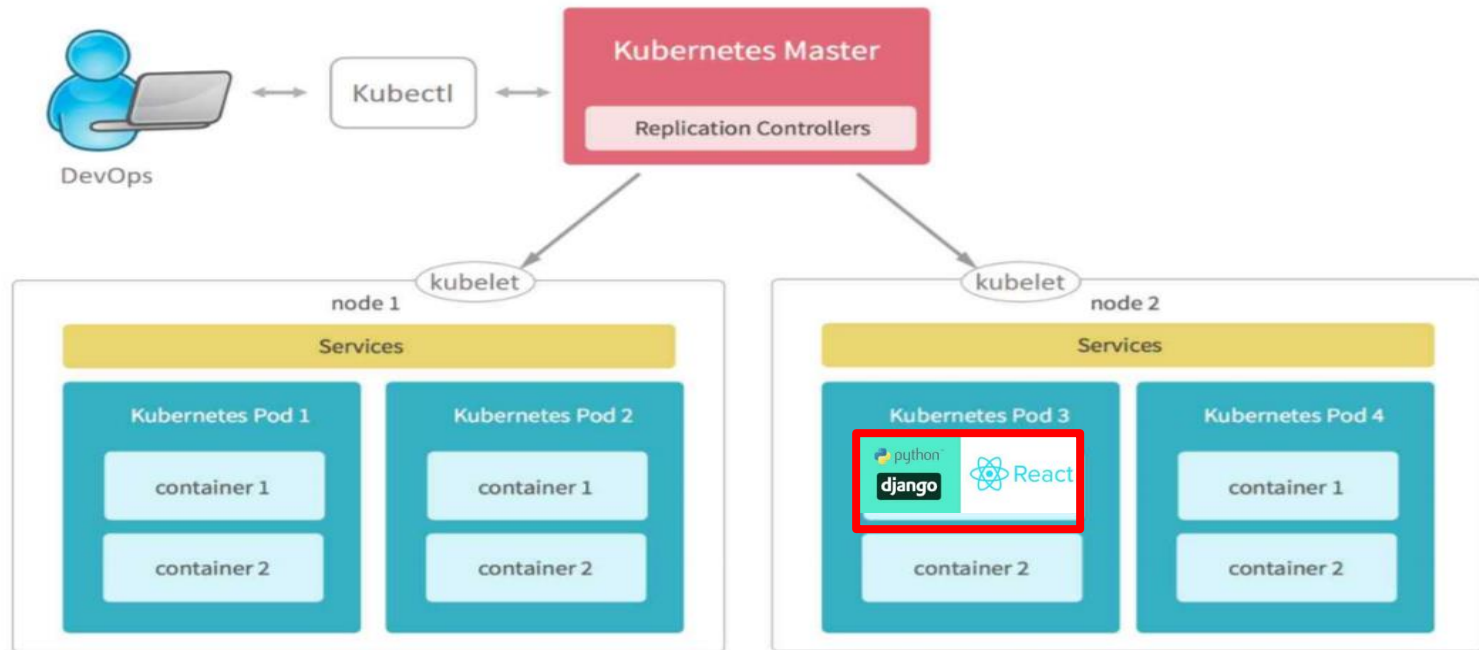 Kubernetes Master
Kubectl
Replication Controllers
DevOps
kubelet
node 1
Services
Kubernetes Pod 1
container 1
container 2
Kubernetes Pod 2
container 1
container 2
kubelet
node 2
Services
Kubernetes Pod 3
python™
django
React
container 2
Kubernetes Pod 4
container 1
container 2